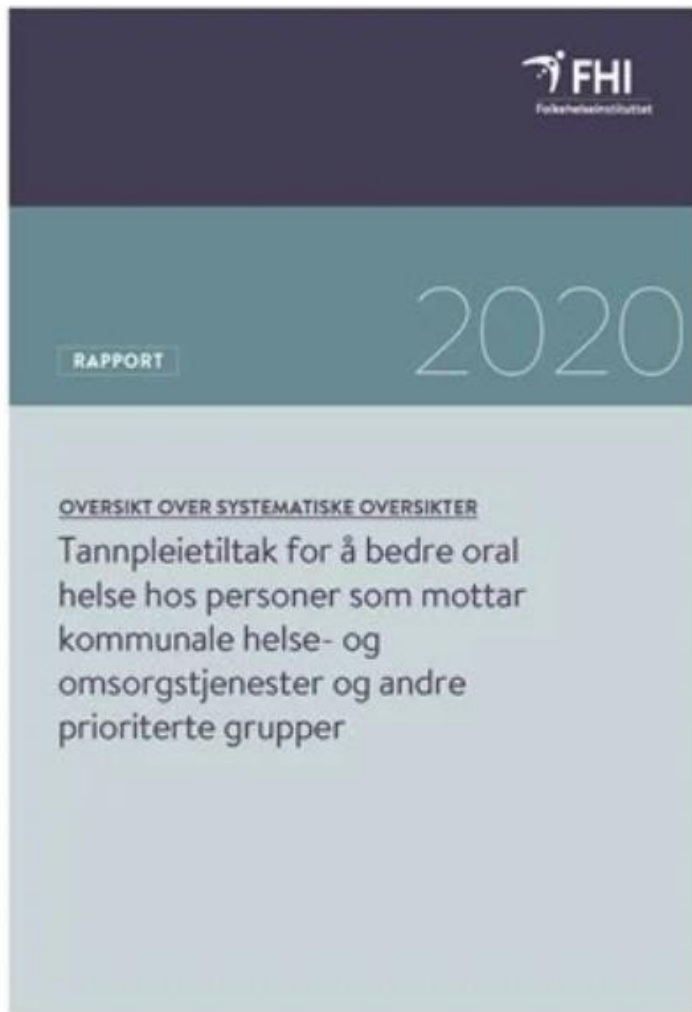 FHI
Folkehelseinstituttet
2020
RAPPORT
OVERSIKT OVER SYSTEMATISKE OVERSIKTER
Tannpleietiltak for å bedre oral
helse hos personer som mottar
kommunale helse- og
omsorgstjenester og andre
prioriterte grupper